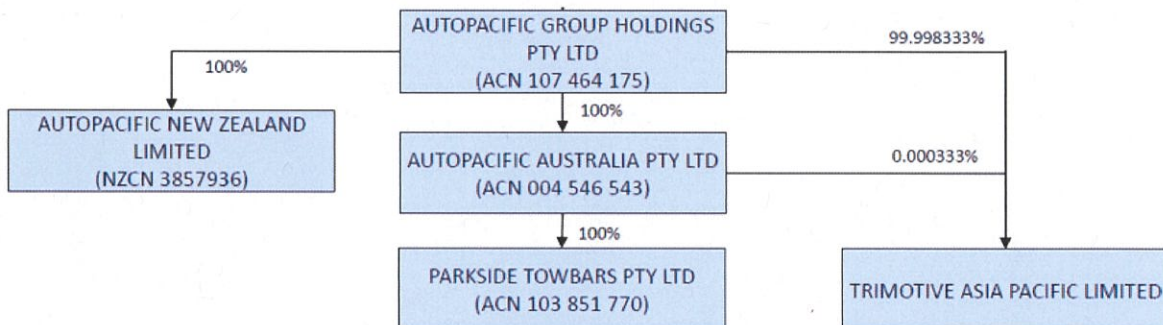 AUTOPACIFIC GROUP HOLDINGS
PTY LTD
(ACN 107 464 175)
99.998333%
100%
100%
AUTOPACIFIC NEW ZEALAND
LIMITED
(NZCN 3857936)
AUTOPACIFIC AUSTRALIA PTY LTD
(ACN 004 546 543)
0.000333%
100%
PARKSIDE TOWBARS PTY LTD
(ACN 103 851 770)
TRIMOTIVE ASIA PACIFIC LIMITED